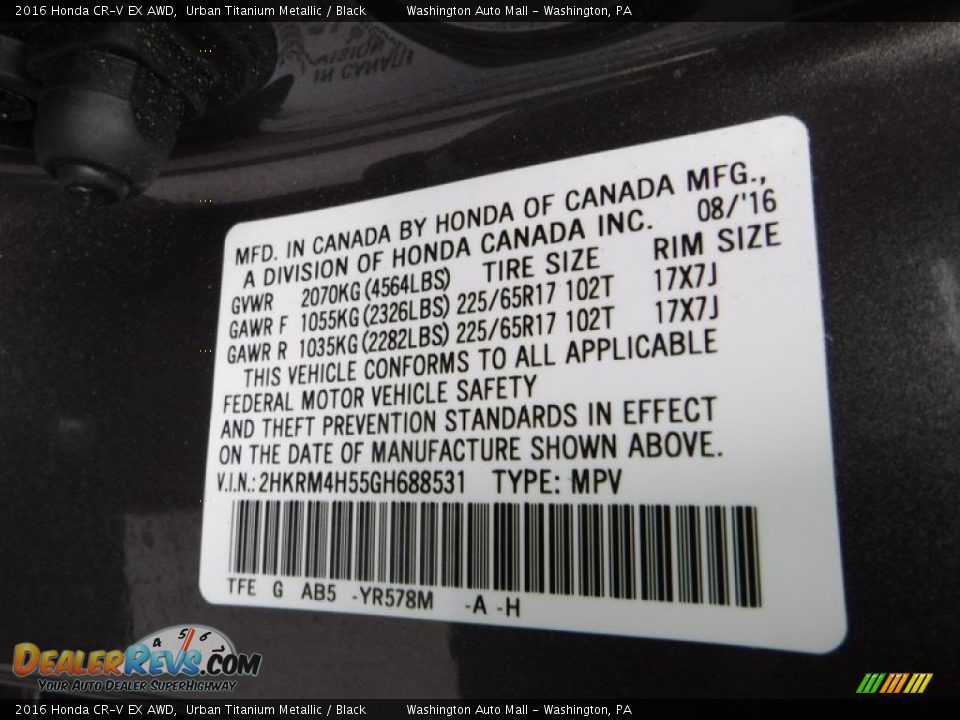 2016 Honda CR-V EX AWD, Urban Titanium Metallic / Black Washington Auto Mall - Washington, PA
MFD. IN CANADA BY HONDA OF CANADA MFG.,
A DIVISION OF HONDA CANADA INC. 08/'16
GVWR 2070KG (4564LBS) TIRE SIZE RIM SIZE
GAWR F 1055KG (2326LBS) 225/65R17 102T 17X7J
GAWR R 1035KG (2282LBS) 225/65R17 102T 17X7J
THIS VEHICLE CONFORMS TO ALL APPLICABLE
FEDERAL MOTOR VEHICLE SAFETY
AND THEFT PREVENTION STANDARDS IN EFFECT
ON THE DATE OF MANUFACTURE SHOWN ABOVE.
V.I.N.: 2HKRM4H55GH688531 TYPE: MPV
TFE G AB5 -YR578M -A -H
4 5 6
DEALERREVS.COM
YOUR AUTO DEALER SUPERHIGHWAY
2016 Honda CR-V EX AWD, Urban Titanium Metallic / Black Washington Auto Mall - Washington, PA